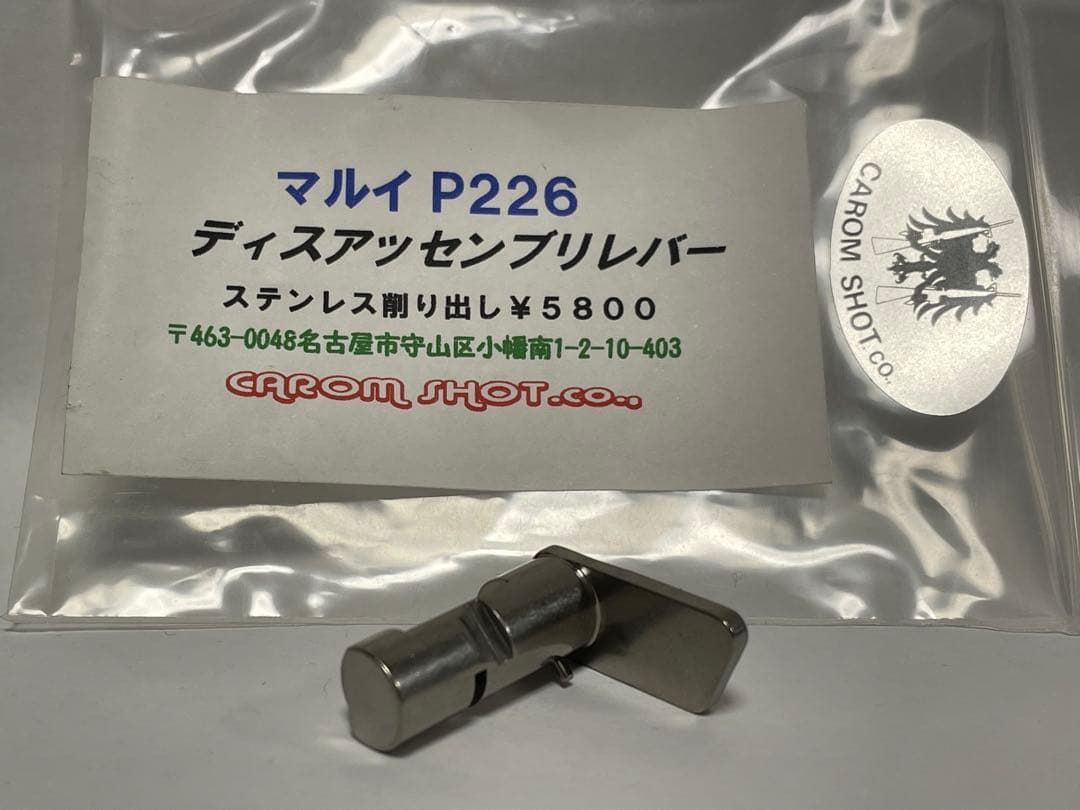 マルイ P226
ディスアッセンブリレバー
ステンレス削り出し￥５８００
〒463-0048名古屋市守山区小幡南1-2-10-403
CAROM SHOT.co.,
CAROM SHOT.co.,